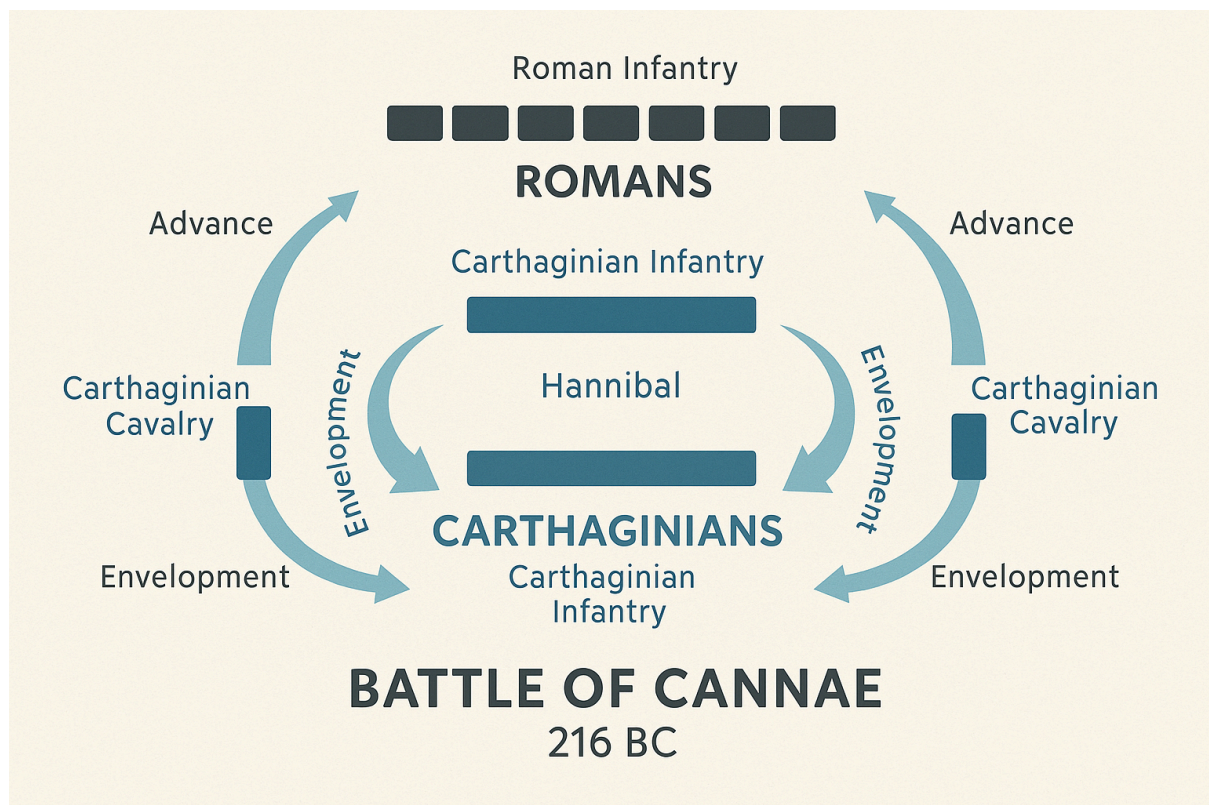 Roman Infantry
ROMANS
Advance
Advance
Carthaginian Infantry
Envelopment
Hannibal
Envelopment
Carthaginian
Cavalry
Carthaginian
Cavalry
CARTHAGINIANS
Carthaginian
Infantry
Envelopment
Envelopment
BATTLE OF CANNAE
216 BC